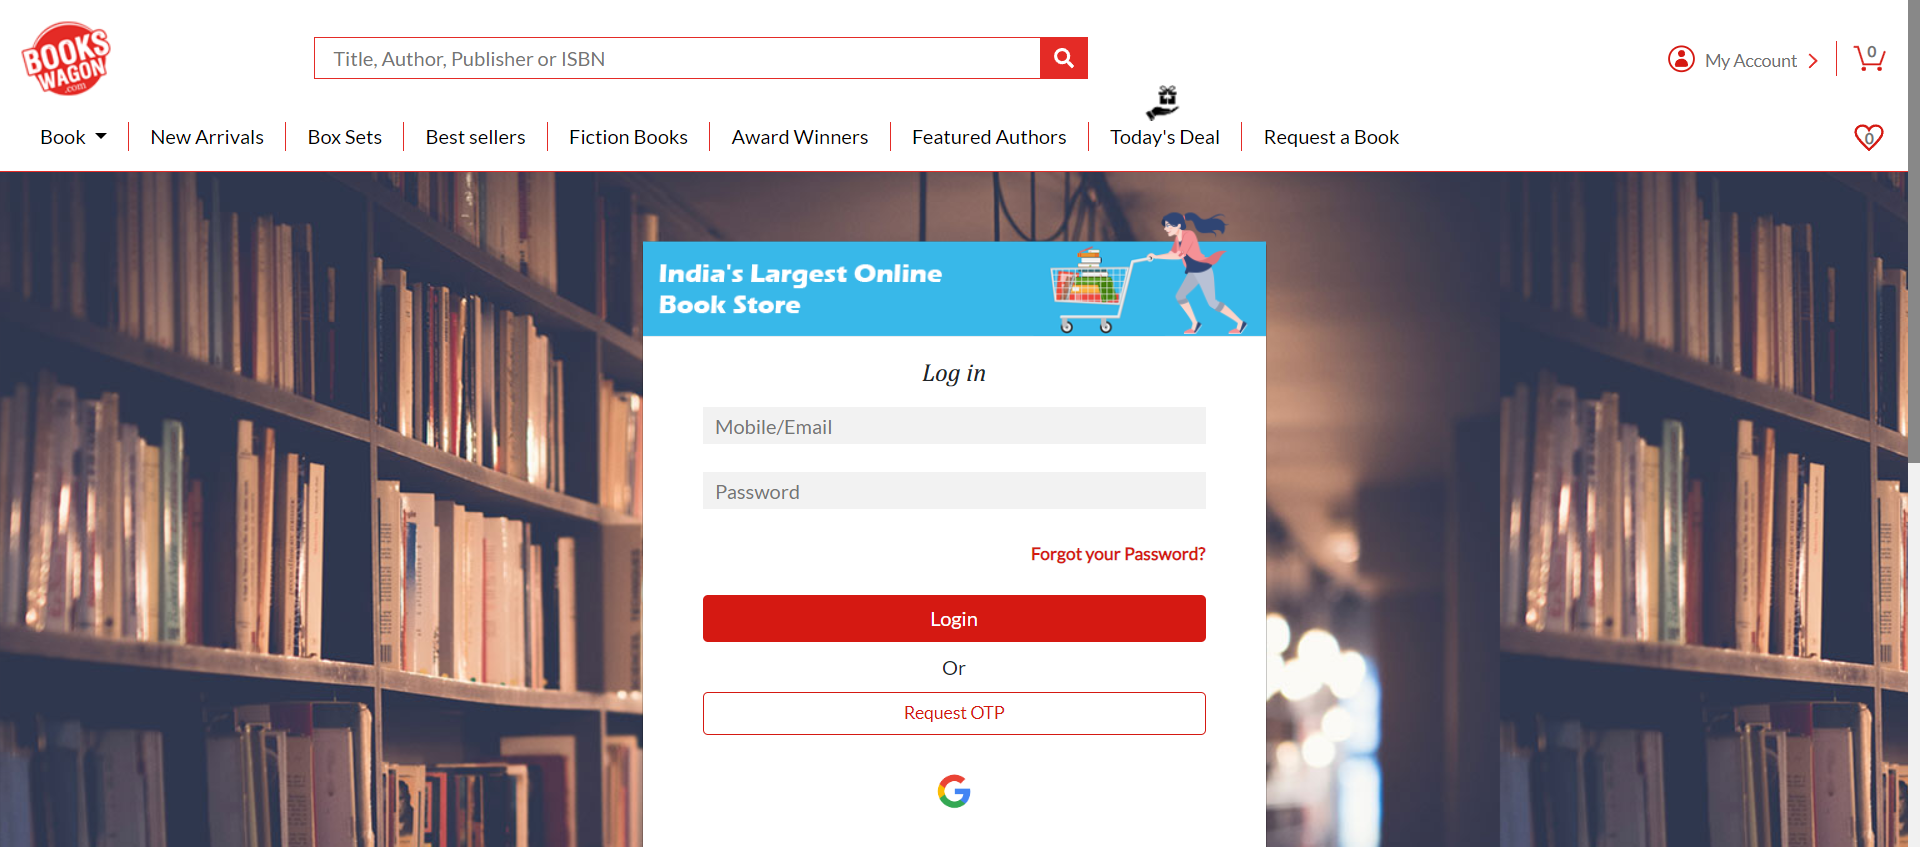 BOOKS
WAGON
.com
Title, Author, Publisher or ISBN
My Account
0
Book
New Arrivals
Box Sets
Best sellers
Fiction Books
Award Winners
Featured Authors
Today's Deal
Request a Book
0
India's Largest Online
Book Store
Log in
Mobile/Email
Password
Forgot your Password?
Login
Or
Request OTP